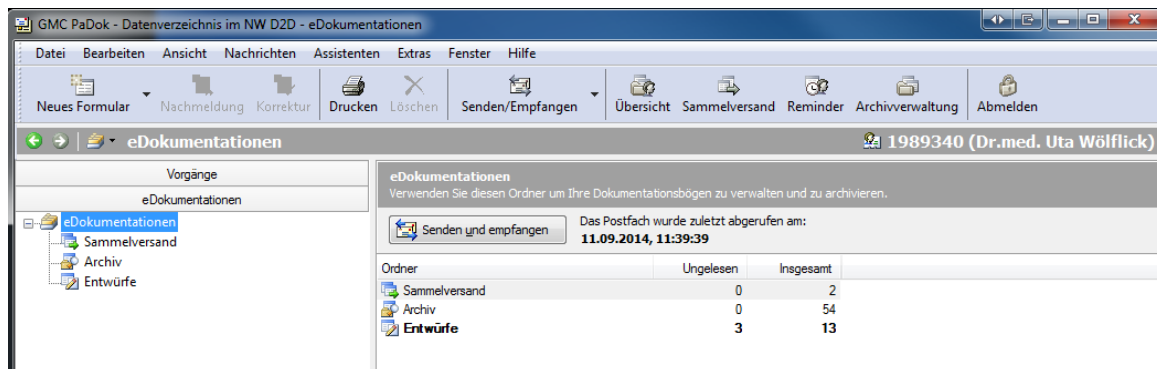 GMC PaDok - Datenverzeichnis im NW D2D - eDokumentationen
Datei Bearbeiten Ansicht Nachrichten Assistenten Extras Fenster Hilfe
Neues Formular Nachmeldung Korrektur Drucken Löschen Senden/Empfangen Übersicht Sammelversand Reminder Archivverwaltung Abmelden
eDokumentationen 1989340 (Dr.med. Uta Wölflick)
Vorgänge
eDokumentationen
eDokumentationen
Sammelversand
Archiv
Entwürfe
eDokumentationen
Verwenden Sie diesen Ordner um Ihre Dokumentationsbögen zu verwalten und zu archivieren.
Senden und empfangen
Das Postfach wurde zuletzt abgerufen am:
11.09.2014, 11:39:39
Ordner Ungelesen Insgesamt
Sammelversand 0 2
Archiv 0 54
Entwürfe 3 13